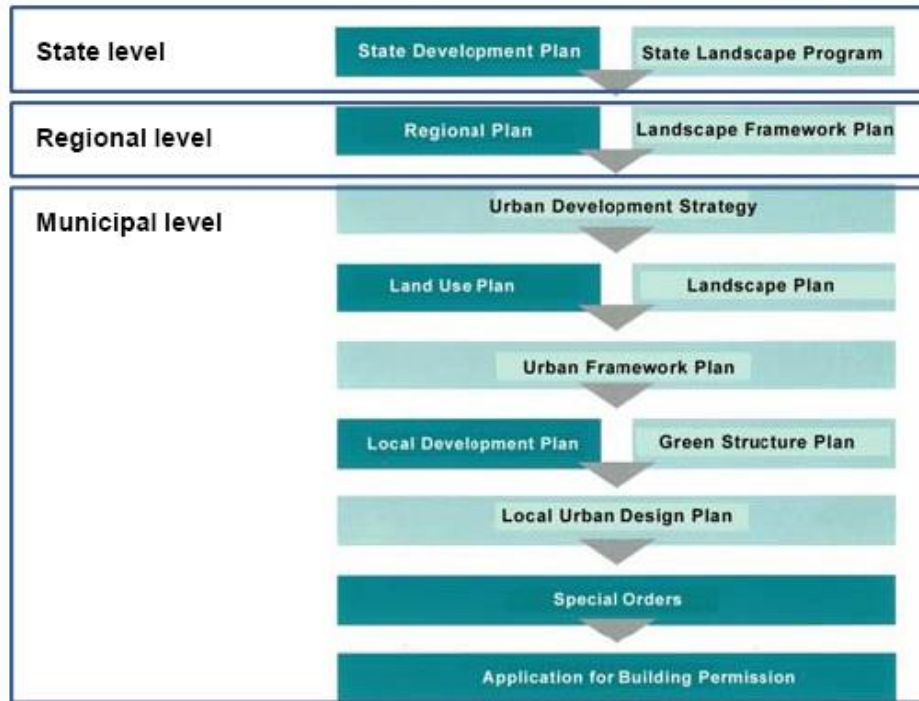 State level
State Development Plan
State Landscape Program
Regional level
Regional Plan
Landscape Framework Plan
Municipal level
Urban Development Strategy
Land Use Plan
Landscape Plan
Urban Framework Plan
Local Development Plan
Green Structure Plan
Local Urban Design Plan
Special Orders
Application for Building Permission